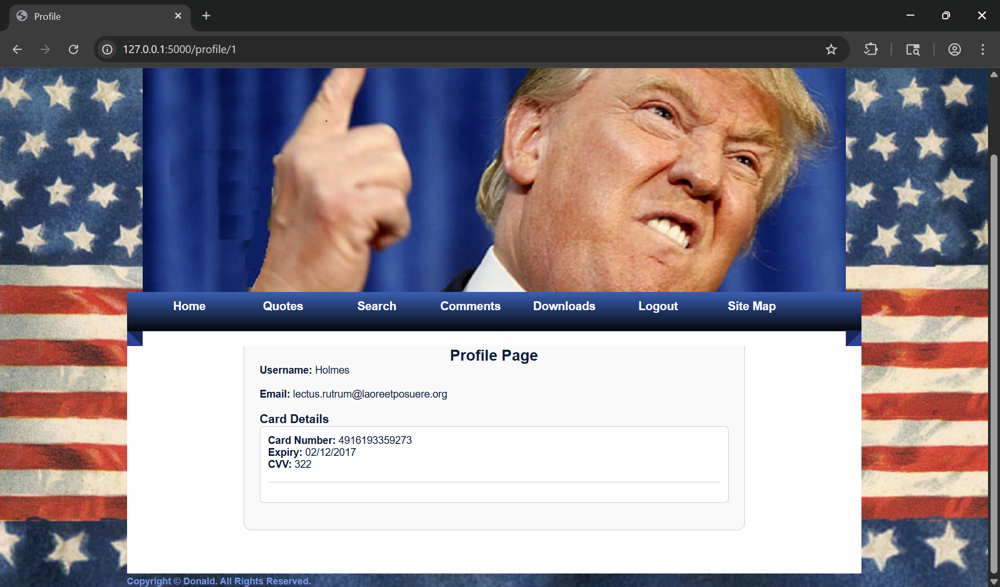 Profile
127.0.0.1:5000/profile/1
Home Quotes Search Comments Downloads Logout Site Map
Profile Page
Username: Holmes
Email: lectus.rutrum@laoreetposuere.org
Card Details
Card Number: 4916193359273
Expiry: 02/12/2017
CVV: 322
Copyright © Donald. All Rights Reserved.